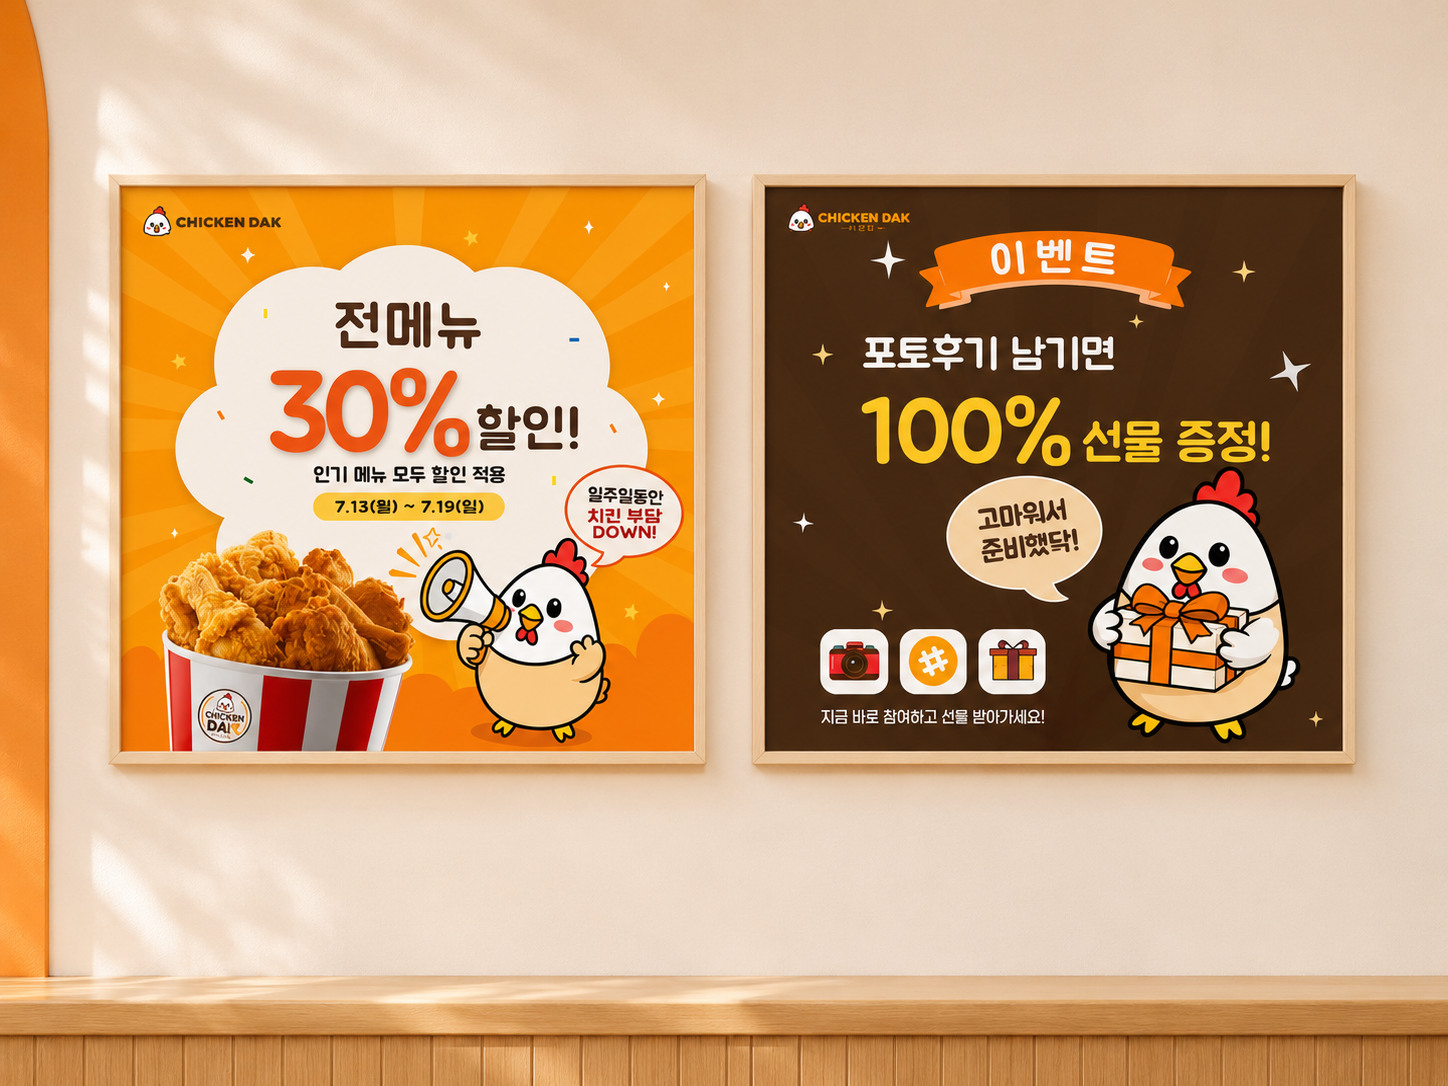 CHICKEN DAK
전메뉴
30% 할인!
인기 메뉴 모두 할인 적용
7.13(월) ~ 7.19(일)
일주일동안
치킨 부담
DOWN!
CHICKEN
CHICKEN DAK
이벤트
포토후기 남기면
100% 선물 증정!
고마워서
준비했닭!
#
지금 바로 참여하고 선물 받아가세요!